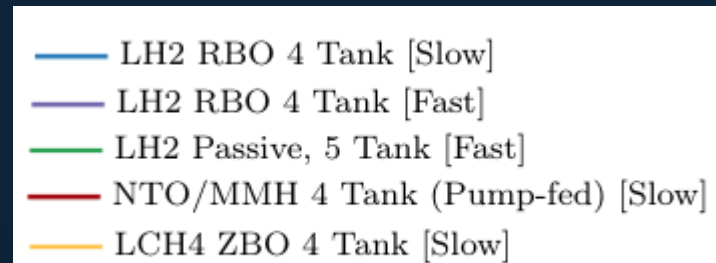 LH2 RBO 4 Tank [Slow]
LH2 RBO 4 Tank [Fast]
LH2 Passive, 5 Tank [Fast]
NTO/MMH 4 Tank (Pump-fed) [Slow]
LCH4 ZBO 4 Tank [Slow]